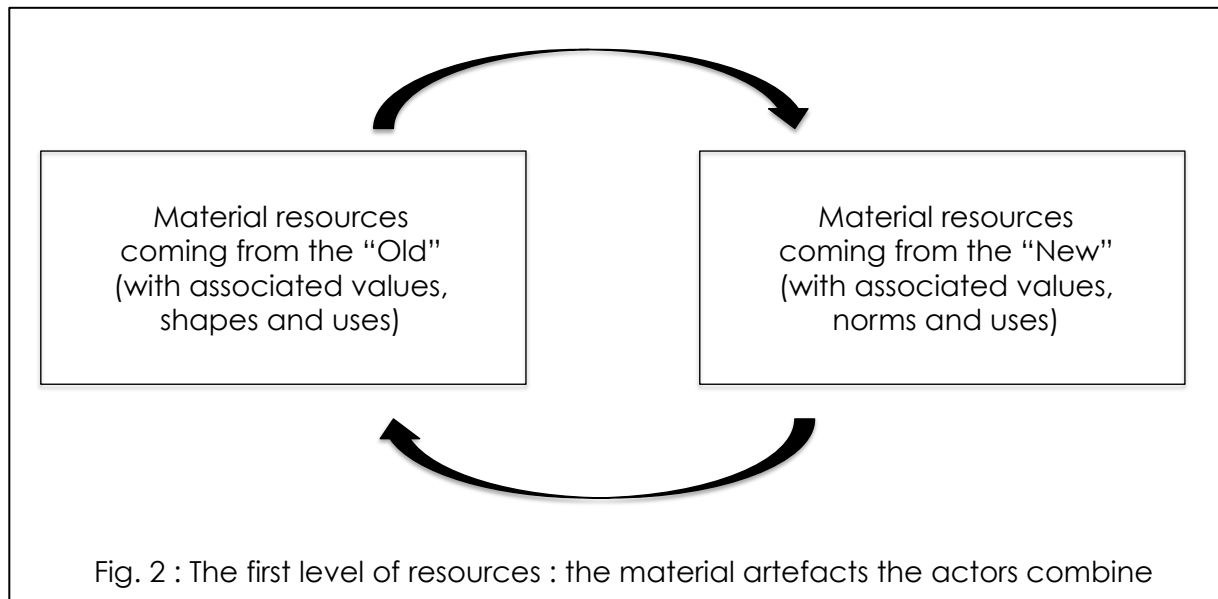 Material resources
coming from the “Old”
(with associated values,
shapes and uses)
Material resources
coming from the “New”
(with associated values,
norms and uses)
Fig. 2 : The first level of resources : the material artefacts the actors combine